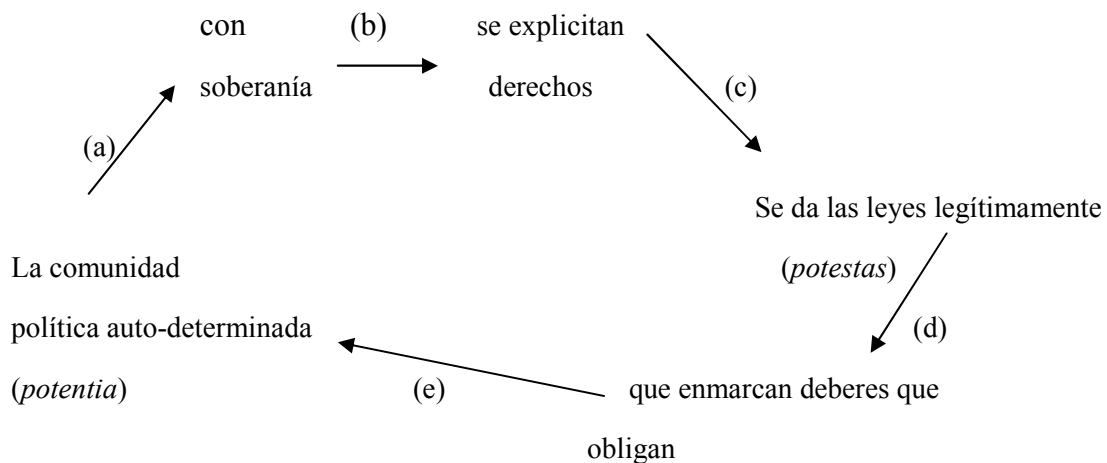 con
soberanía
(b)
se explicitan
derechos
(c)
(a)
Se da las leyes legítimamente
(potestas)
(d)
La comunidad
política auto-determinada
(potentia)
(e)
que enmarcan deberes que
obligan